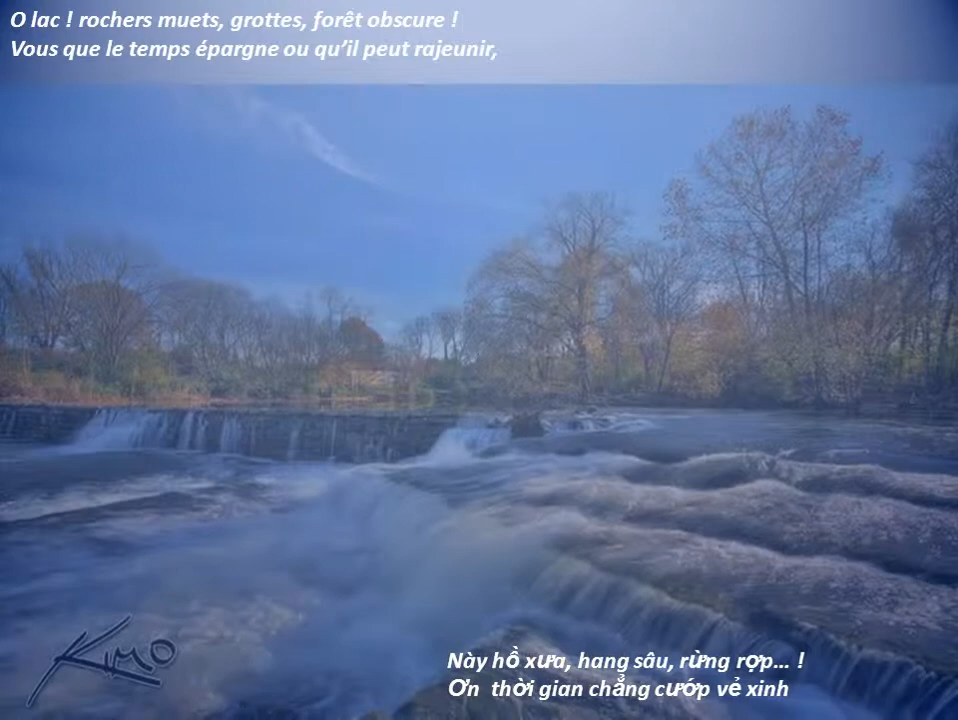 O lac ! rochers muets, grottes, forêt obscure !
Vous que le temps épargne ou qu’il peut rajeunir,
Này hồ xưa, hang sâu, rừng rợp... !
Ơn  thời gian chẳng cướp vẻ xinh
KIMO